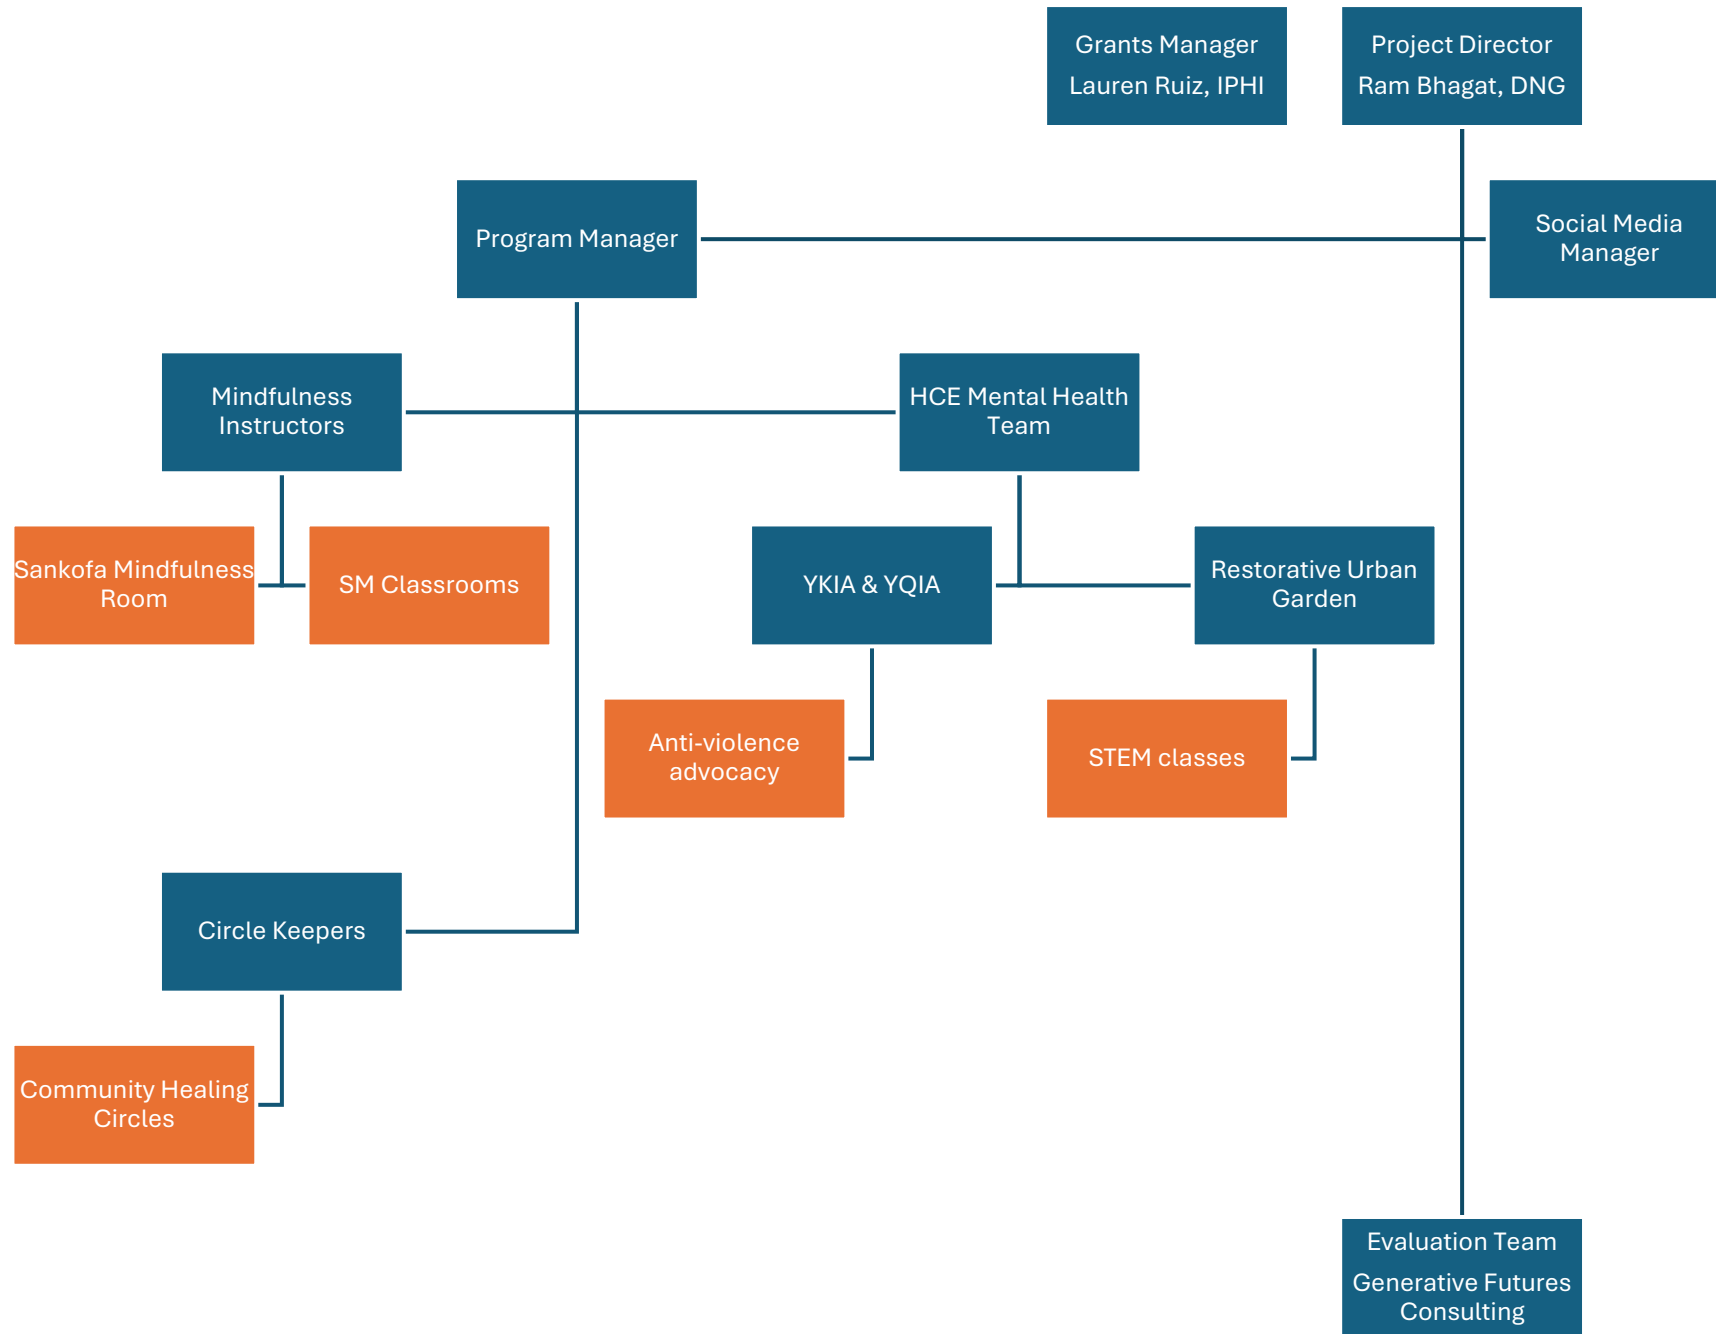 Grants Manager
Lauren Ruiz, IPHI
Project Director
Ram Bhagat, DNG
Program Manager
Social Media
Manager
Mindfulness
Instructors
HCE Mental Health
Team
Sankofa Mindfulness
Room
SM Classrooms
YKIA & YQIA
Restorative Urban
Garden
Anti-violence
advocacy
STEM classes
Circle Keepers
Community Healing
Circles
Evaluation Team
Generative Futures
Consulting